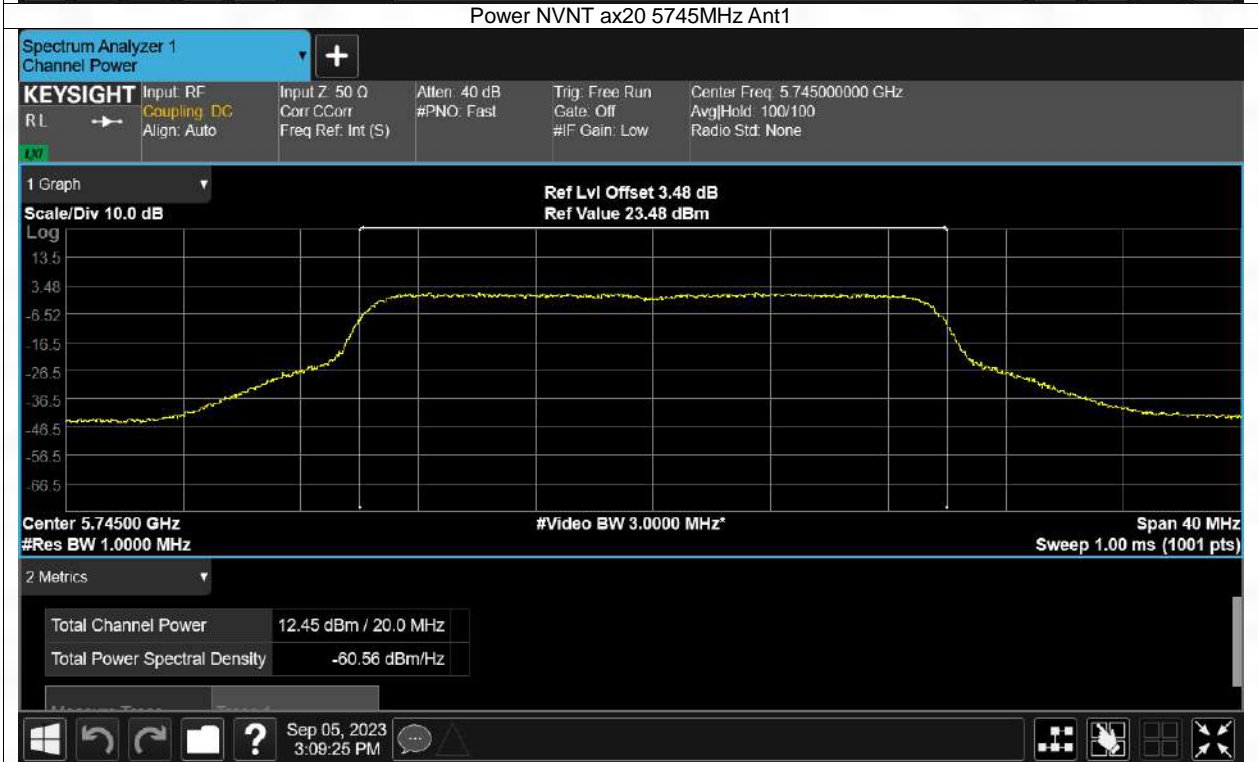 Power NVNT ax20 5745MHz Ant1
Spectrum Analyzer 1
Channel Power
KEYSIGHT
RL
LXI
Input: RF
Coupling: DC
Align: Auto
Input Z: 50 Ω
Corr CCorr
Freq Ref: Int (S)
Atten: 40 dB
#PNO: Fast
Trig: Free Run
Gate: Off
#IF Gain: Low
Center Freq: 5.745000000 GHz
Avg|Hold: 100/100
Radio Std: None
1 Graph
Scale/Div 10.0 dB
Ref Lvl Offset 3.48 dB
Ref Value 23.48 dBm
Log
13.5
3.48
-6.52
-16.5
-26.5
-36.5
-46.5
-56.5
-66.5
Center 5.74500 GHz
#Video BW 3.0000 MHz*
Span 40 MHz
#Res BW 1.0000 MHz
Sweep 1.00 ms (1001 pts)
2 Metrics
Total Channel Power 12.45 dBm / 20.0 MHz
Total Power Spectral Density -60.56 dBm/Hz
?
Sep 05, 2023
3:09:25 PM